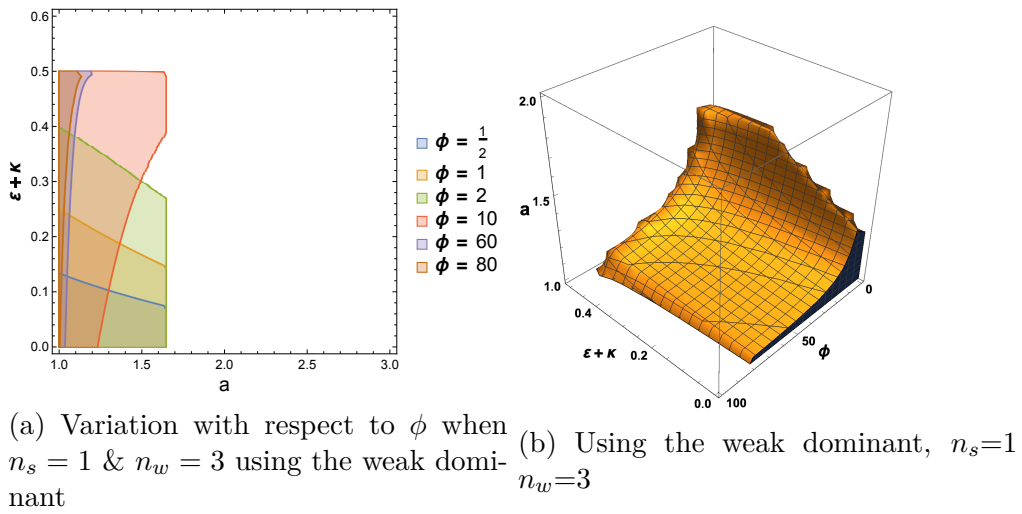 0.6
0.5
0.4
0.3
0.2
0.1
0.0
ε + κ
1.0 1.5 2.0 2.5 3.0
a
ϕ = 1/2
ϕ = 1
ϕ = 2
ϕ = 10
ϕ = 60
ϕ = 80
2.0
1.5
a
1.0
0.4
ε + κ 0.2
0.0
100
50
ϕ
0
(a) Variation with respect to ϕ when
n_s = 1 & n_w = 3 using the weak domi-
nant
(b) Using the weak dominant, n_s=1
n_w=3